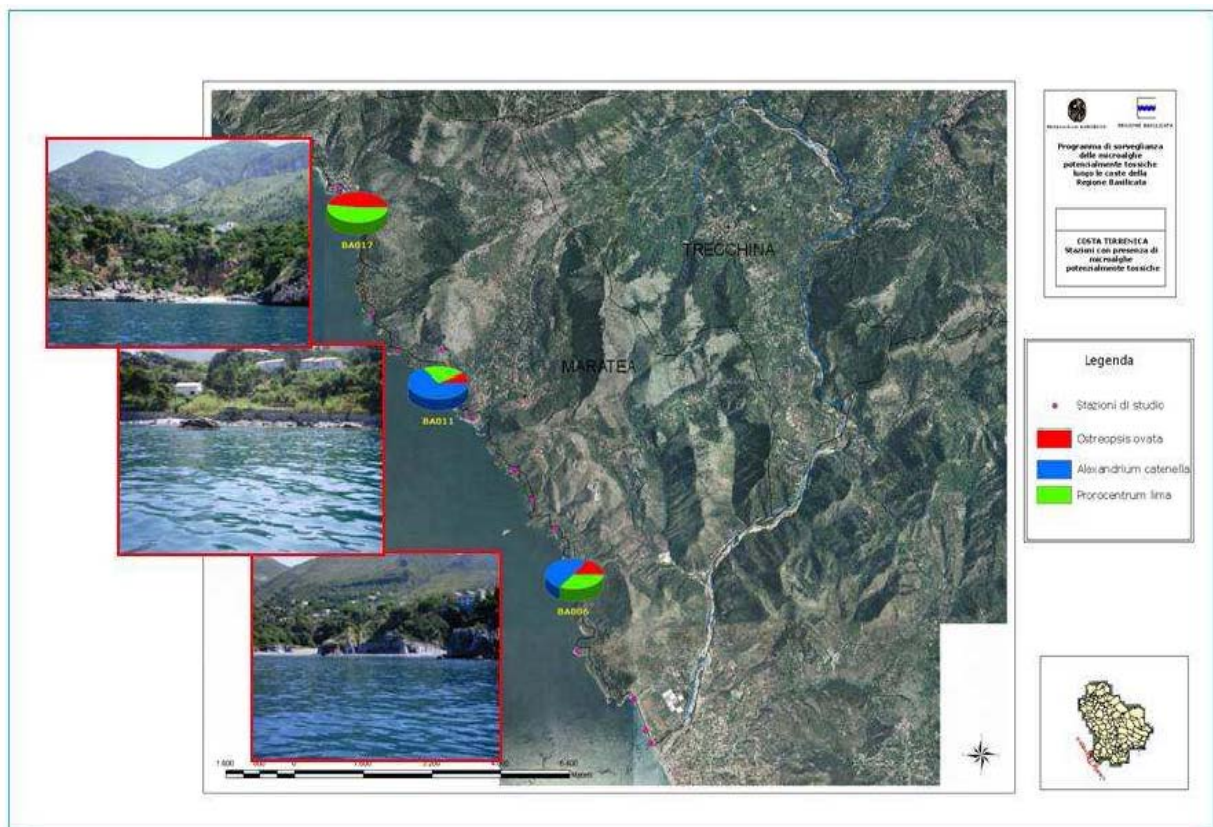 REGIONE BASILICATA
Programma di sorveglianza
delle microalghe
potenzialmente tossiche
lungo le coste della
Regione Basilicata
COSTA TIRRENICA
Stazioni con presenza di
microalghe
potenzialmente tossiche
TRECCHINA
MARATEA
BA017
BA011
BA006
Legenda
Stazioni di studio
Ostreopsis ovata
Alexandrium catenella
Prorocentrum lima